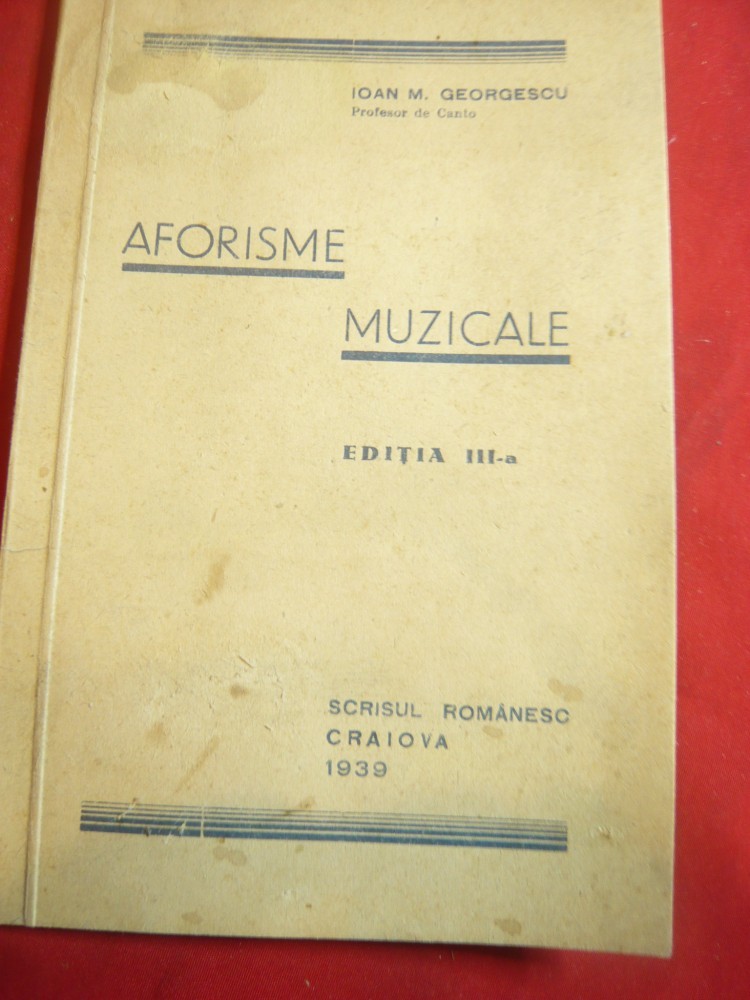 IOAN M. GEORGESCU
Profesor de Canto
AFORISME
MUZICALE
EDIȚIA III-a
SCRISUL ROMÂNESC
CRAIOVA
1939